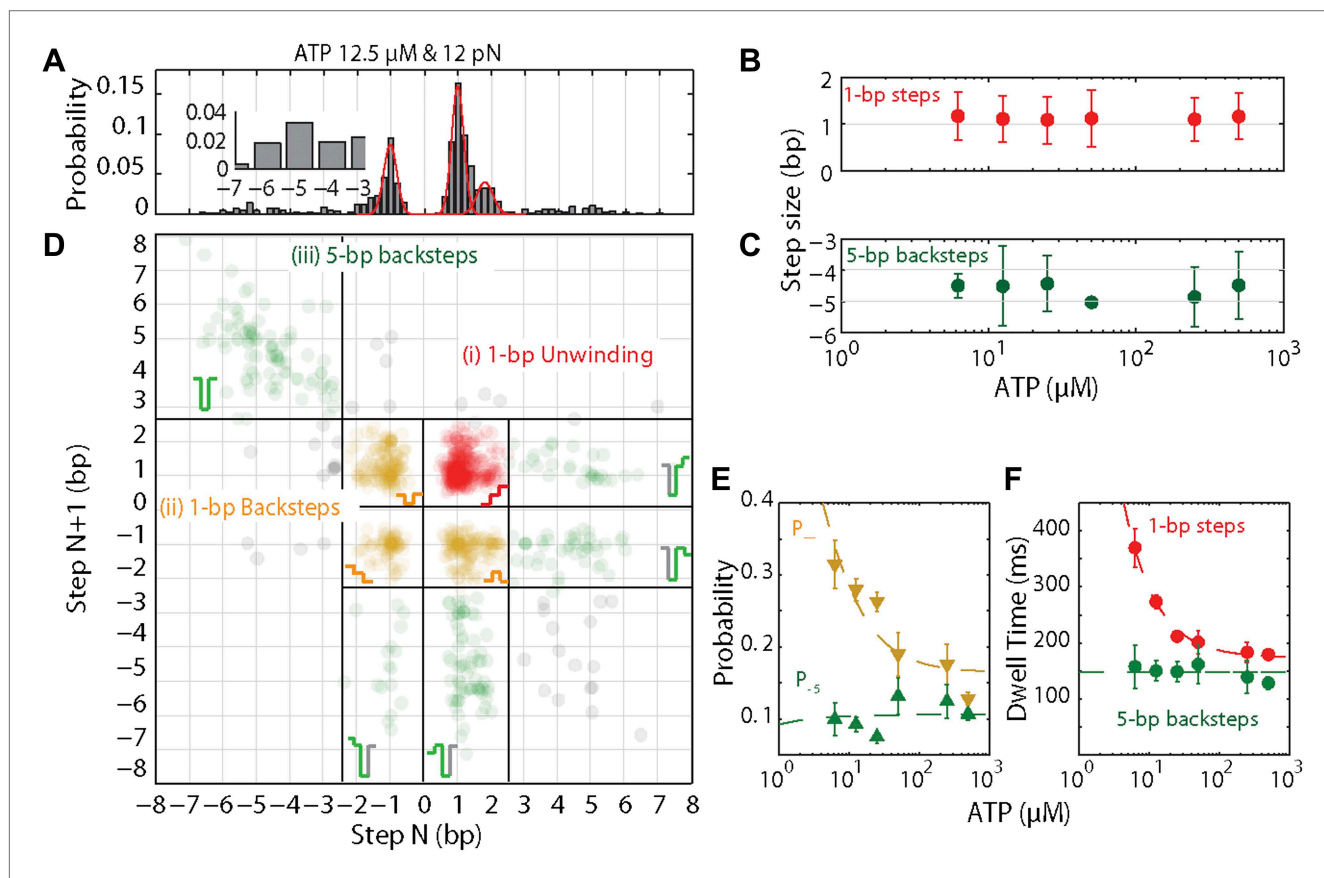 A
ATP 12.5 μM & 12 pN
Probability
0.15
0.1
0.05
0
0.04
0.02
0
−7 −6 −5 −4 −3
B
1-bp steps
2
1
0
Step size (bp)
C
5-bp backsteps
−3
−4
−5
−6
10⁰ 10¹ 10² 10³
ATP (μM)
D
(iii) 5-bp backsteps
(i) 1-bp Unwinding
(ii) 1-bp Backsteps
Step N+1 (bp)
8
7
6
5
4
3
2
1
0
−1
−2
−3
−4
−5
−6
−7
−8
−8 −7 −6 −5 −4 −3 −2 −1 0 1 2 3 4 5 6 7 8
Step N (bp)
E
Probability
0.4
0.3
0.2
0.1
P_
P-5
10⁰ 10¹ 10² 10³
F
Dwell Time (ms)
400
300
200
100
1-bp steps
5-bp backsteps
10⁰ 10¹ 10² 10³
ATP (μM)